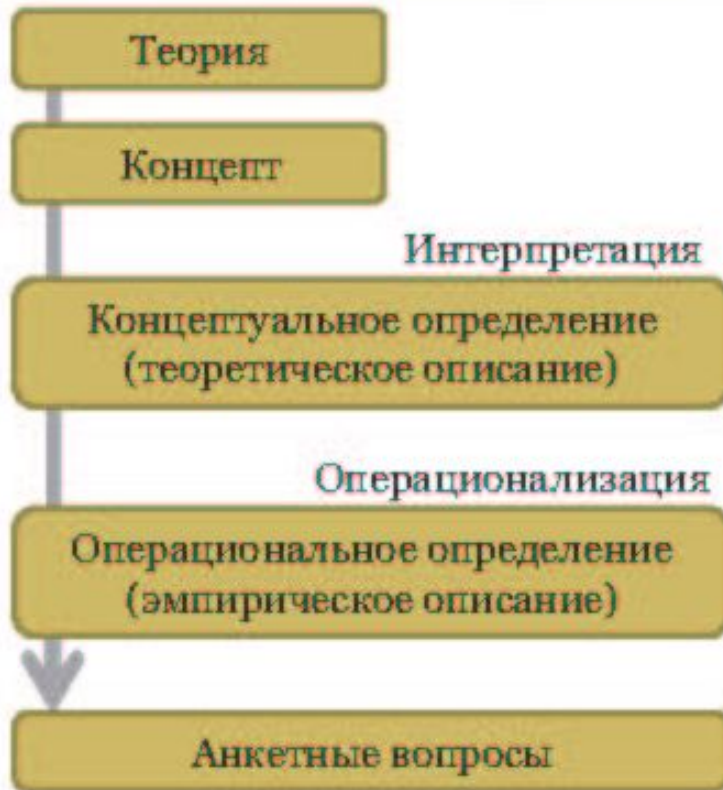 Теория
Концепт
Интерпретация
Концептуальное определение
(теоретическое описание)
Операционализация
Операциональное определение
(эмпирическое описание)
Анкетные вопросы